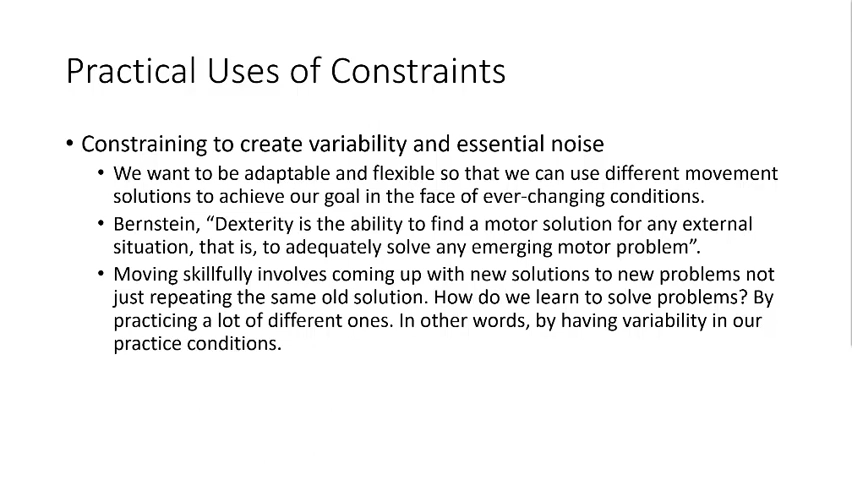 Practical Uses of Constraints
• Constraining to create variability and essential noise
• We want to be adaptable and flexible so that we can use different movement
solutions to achieve our goal in the face of ever-changing conditions.
• Bernstein, “Dexterity is the ability to find a motor solution for any external
situation, that is, to adequately solve any emerging motor problem”.
• Moving skillfully involves coming up with new solutions to new problems not
just repeating the same old solution. How do we learn to solve problems? By
practicing a lot of different ones. In other words, by having variability in our
practice conditions.